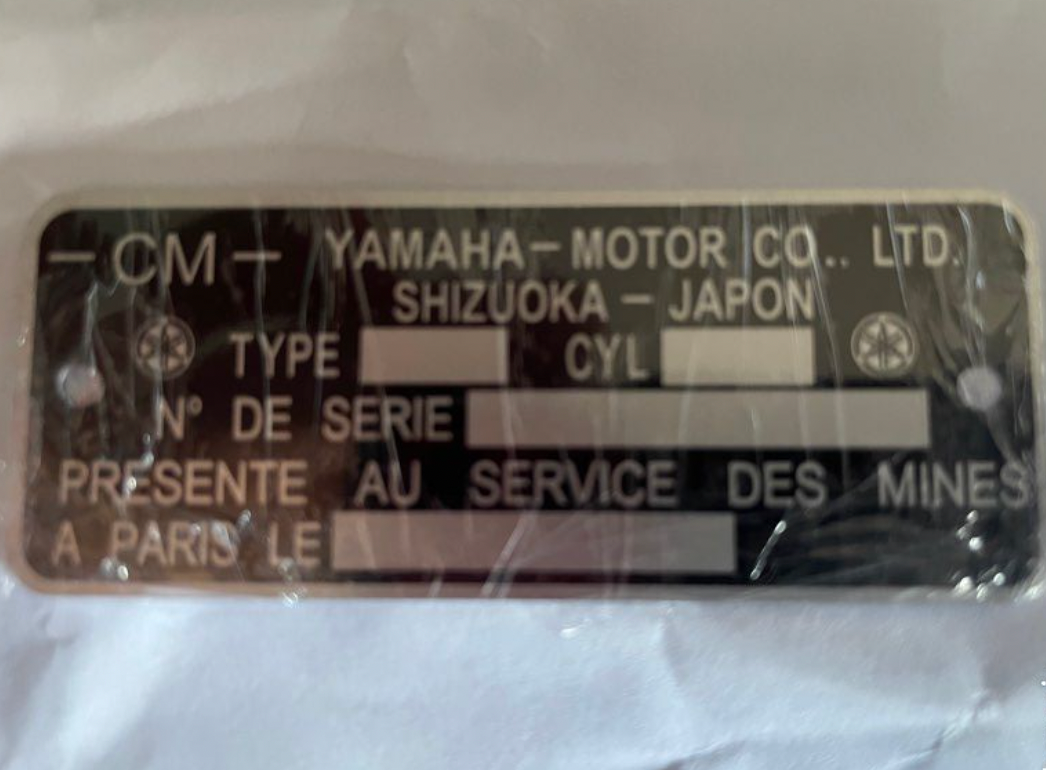 — CM — YAMAHA — MOTOR CO.. LTD.
SHIZUOKA — JAPON
TYPE CYL
N° DE SERIE
PRESENTE AU SERVICE DES MINES
A PARIS LE